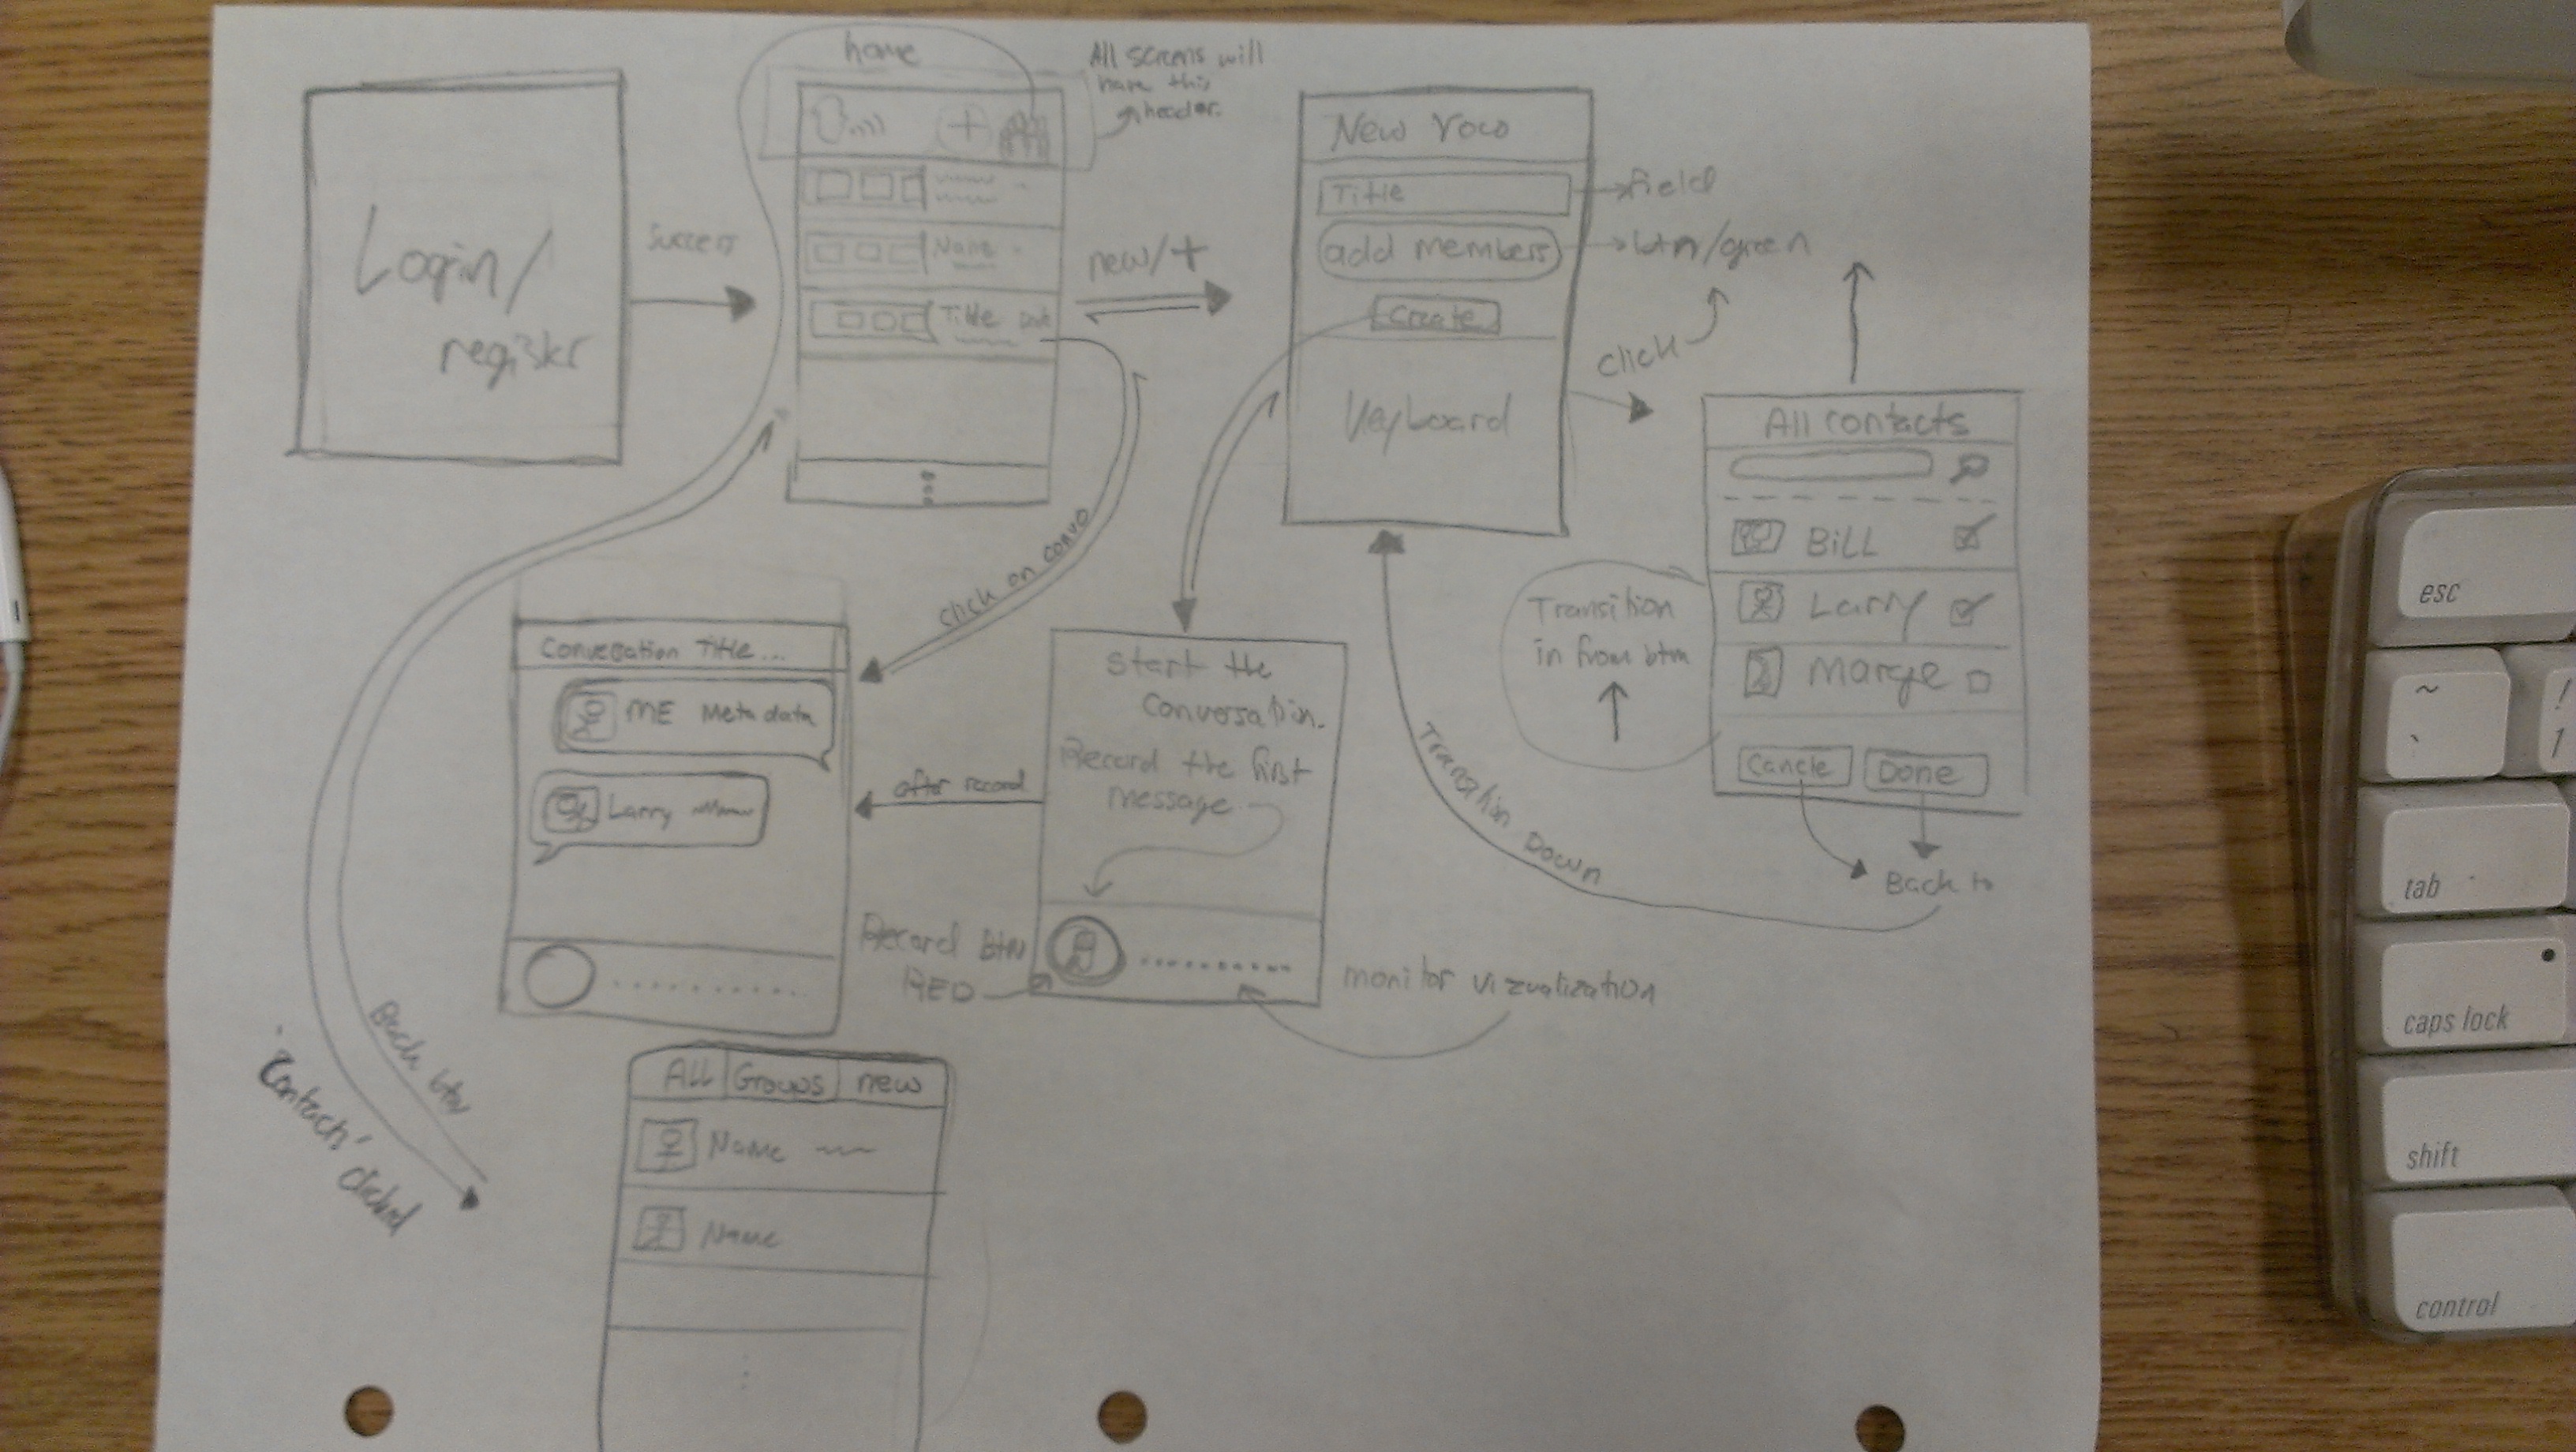 home
All screens will
have this
header.
Login/
register
Success
Name
Title Date
new/+
New Vow
Title
field
add members
btn/green
Create
click
Keyboard
All contacts
BILL
Larry
Marge
Cancle
Done
Back to
Transition
in from btm
Transition Down
click on convo
Conversation Title...
ME Meta data
Larry
after record
Start the
Conversation.
Record the first
message
Record Btn
RED
monitor vizualization
Back btn
'Contacts' clicked
All Groups new
Name
Name
esc
~
`
!
1
tab
caps lock
shift
control